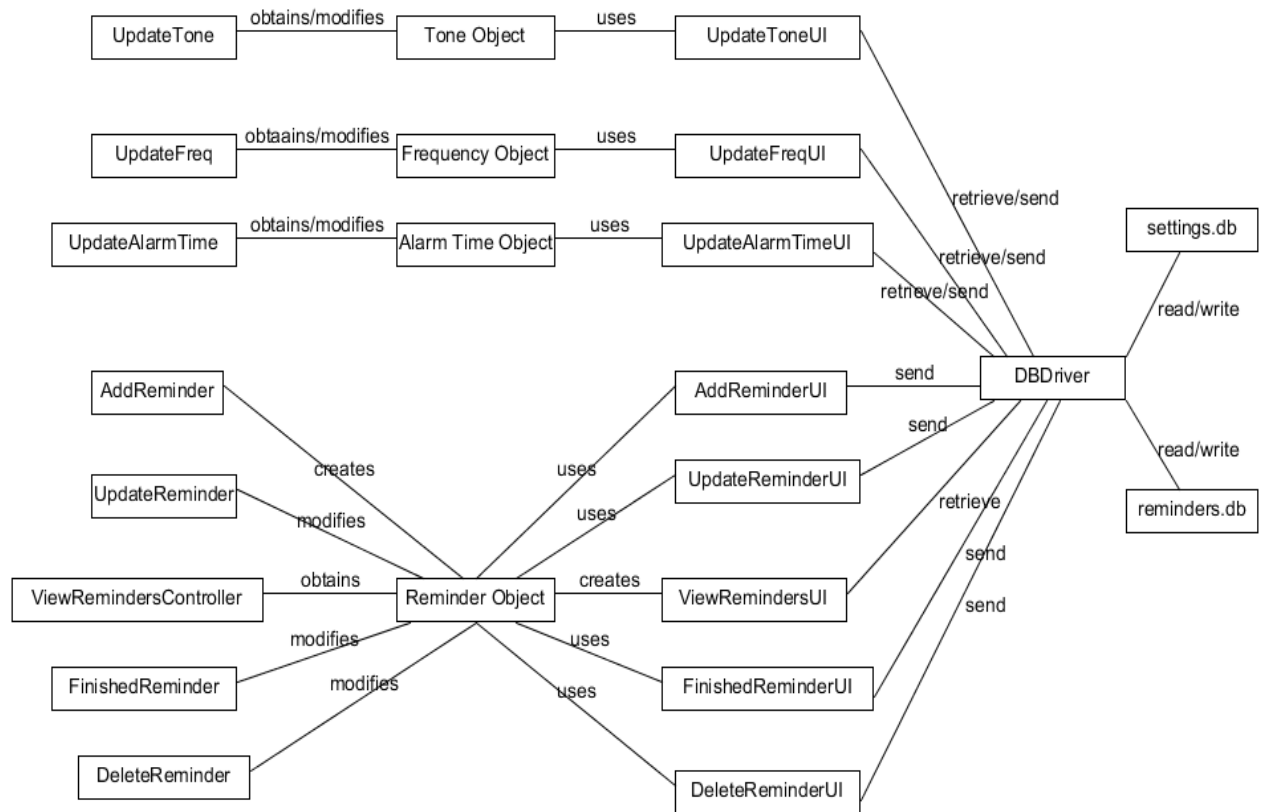 obtains/modifies
uses
UpdateTone
Tone Object
UpdateToneUI
obtaains/modifies
uses
UpdateFreq
Frequency Object
UpdateFreqUI
retrieve/send
obtains/modifies
uses
UpdateAlarmTime
Alarm Time Object
UpdateAlarmTimeUI
settings.db
retrieve/send
retrieve/send
read/write
send
DBDriver
AddReminder
AddReminderUI
send
read/write
creates
uses
UpdateReminder
UpdateReminderUI
retrieve
reminders.db
modifies
uses
send
obtains
creates
ViewRemindersController
Reminder Object
ViewRemindersUI
send
modifies
uses
FinishedReminder
modifies
uses
FinishedReminderUI
DeleteReminder
DeleteReminderUI